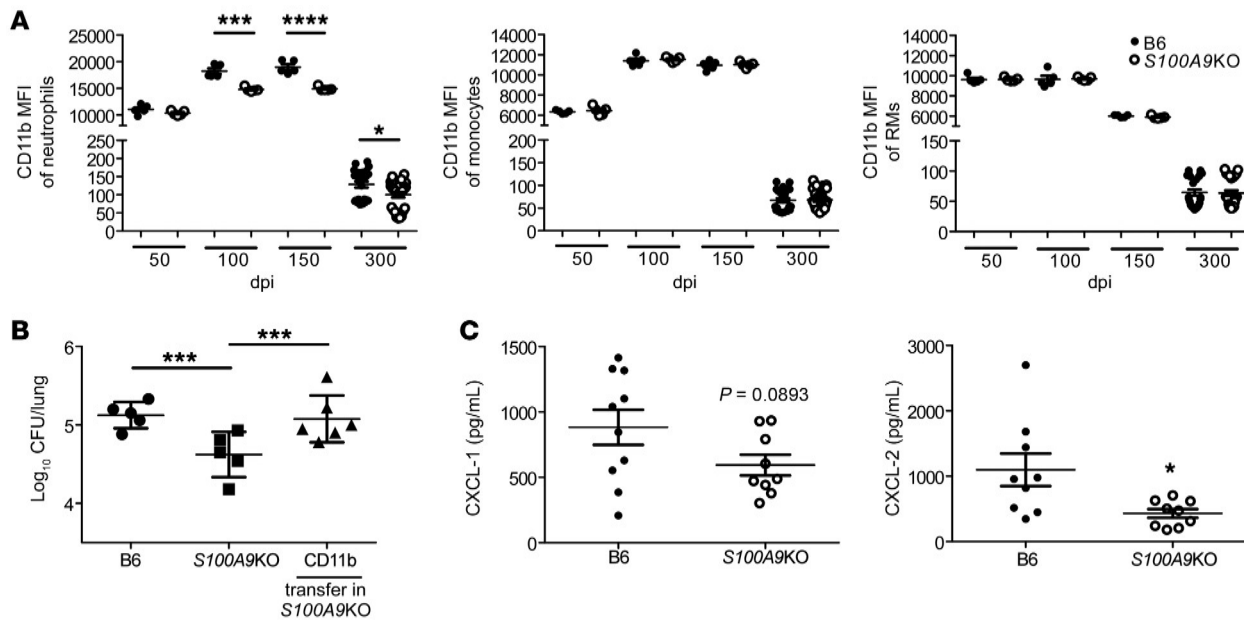 A
CD11b MFI
of neutrophils
25000
20000
15000
10000
250
200
150
100
50
0
***
****
*
50 100 150 300
dpi
CD11b MFI
of monocytes
14000
12000
10000
8000
6000
200
150
100
50
0
50 100 150 300
dpi
CD11b MFI
of RMs
14000
12000
10000
8000
6000
150
100
50
0
50 100 150 300
dpi
B6
S100A9KO
B
Log10 CFU/lung
6
5
4
***
***
B6 S100A9KO CD11b
transfer in
S100A9KO
C
CXCL-1 (pg/mL)
1500
1000
500
0
P = 0.0893
B6 S100A9KO
CXCL-2 (pg/mL)
3000
2000
1000
0
*
B6 S100A9KO